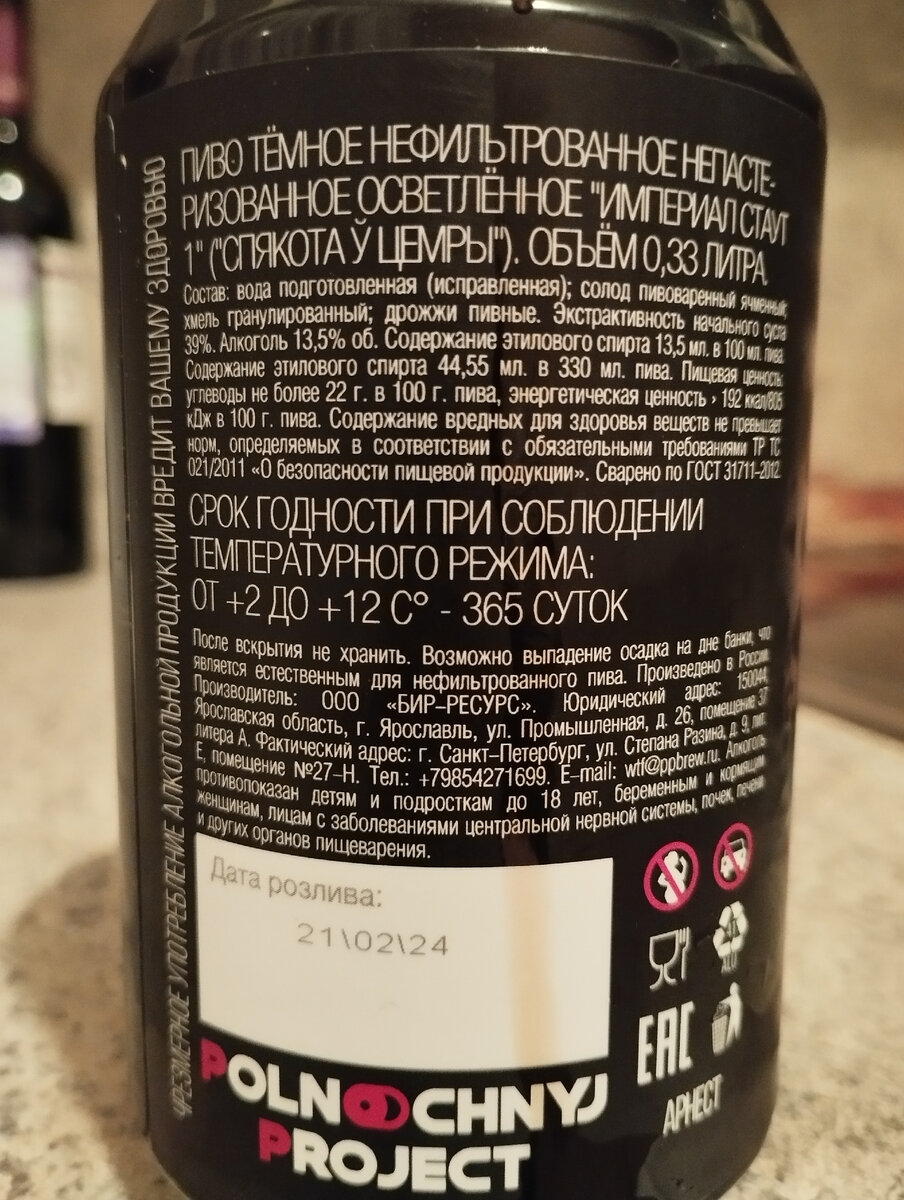 ЧРЕЗМЕРНОЕ УПОТРЕБЛЕНИЕ АЛКОГОЛЬНОЙ ПРОДУКЦИИ ВРЕДИТ ВАШЕМУ ЗДОРОВЬЮ
ПИВО ТЁМНОЕ НЕФИЛЬТРОВАННОЕ НЕПАСТЕ-
РИЗОВАННОЕ ОСВЕТЛЁННОЕ "ИМПЕРИАЛ СТАУТ
1" ("СПЯКОТА Ў ЦЕМРЫ"). ОБЪЁМ 0,33 ЛИТРА.
Состав: вода подготовленная (исправленная); солод пивоваренный ячменный;
хмель гранулированный; дрожжи пивные. Экстрактивность начального сусла
39%. Алкоголь 13,5% об. Содержание этилового спирта 13,5 мл. в 100 мл. пива.
Содержание этилового спирта 44,55 мл. в 330 мл. пива. Пищевая ценность:
углеводы не более 22 г. в 100 г. пива, энергетическая ценность - 192 ккал/805
кДж в 100 г. пива. Содержание вредных для здоровья веществ не превышает
норм, определяемых в соответствии с обязательными требованиями ТР ТС
021/2011 «О безопасности пищевой продукции». Сварено по ГОСТ 31711-2012.
СРОК ГОДНОСТИ ПРИ СОБЛЮДЕНИИ
ТЕМПЕРАТУРНОГО РЕЖИМА:
ОТ +2 ДО +12 С° - 365 СУТОК
После вскрытия не хранить. Возможно выпадение осадка на дне банки, что
является естественным для нефильтрованного пива. Произведено в России.
Производитель: ООО «БИР-РЕСУРС». Юридический адрес: 150044,
Ярославская область, г. Ярославль, ул. Промышленная, д. 26, помещение 37
литера А. Фактический адрес: г. Санкт-Петербург, ул. Степана Разина, д. 9, лит.
Е, помещение №27-Н. Тел.: +79854271699. E-mail: wtf@ppbrew.ru. Алкоголь
противопоказан детям и подросткам до 18 лет, беременным и кормящим
женщинам, лицам с заболеваниями центральной нервной системы, почек, печени
и других органов пищеварения.
Дата розлива:
21\02\24
ALU
EAC
АРНЕСТ
POLNOOCHNYJ
PROJECT